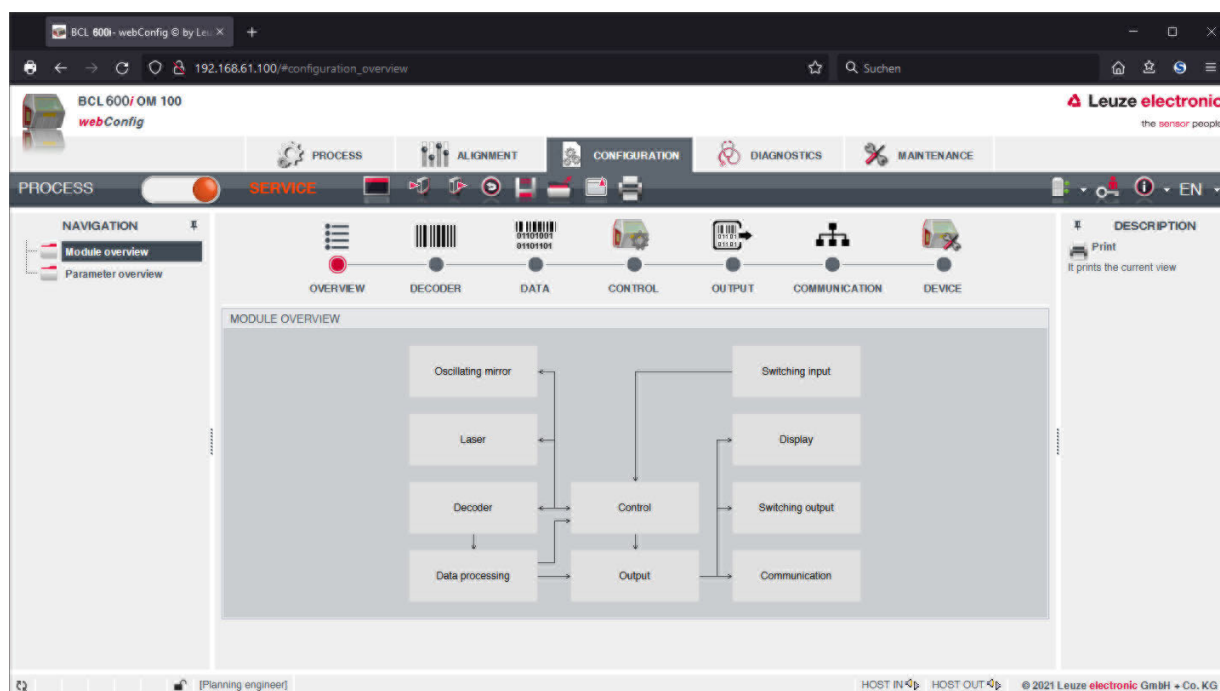 BCL 600i - webConfig © by Leu
192.168.61.100/#configuration_overview
Suchen
BCL 600i OM 100
webConfig
Leuze electronic
the sensor people
PROCESS
ALIGNMENT
CONFIGURATION
DIAGNOSTICS
MAINTENANCE
PROCESS
SERVICE
EN
NAVIGATION
Module overview
Parameter overview
OVERVIEW
DECODER
DATA
CONTROL
OUTPUT
COMMUNICATION
DEVICE
MODULE OVERVIEW
Oscillating mirror
Switching input
Laser
Display
Decoder
Control
Switching output
Data processing
Output
Communication
DESCRIPTION
Print
It prints the current view
[Planning engineer]
HOST IN
HOST OUT
© 2021 Leuze electronic GmbH + Co. KG